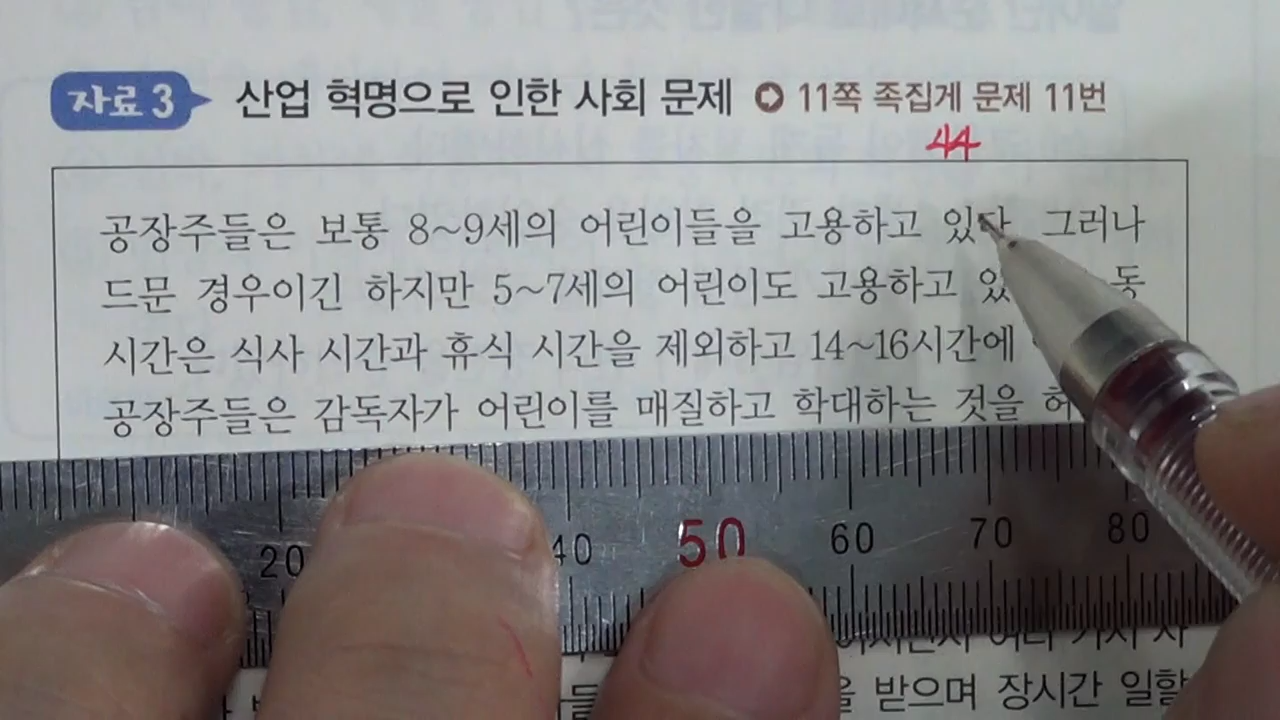 자료 3 산업 혁명으로 인한 사회 문제 ➲ 11쪽 족집게 문제 11번
44
공장주들은 보통 8~9세의 어린이들을 고용하고 있다 그러나
드문 경우이긴 하지만 5~7세의 어린이도 고용하고 동
시간은 식사 시간과 휴식 시간을 제외하고 14~16시간에
공장주들은 감독자가 어린이를 매질하고 학대하는 것을
20 40 50 60 70 80
받으며 장시간 일할